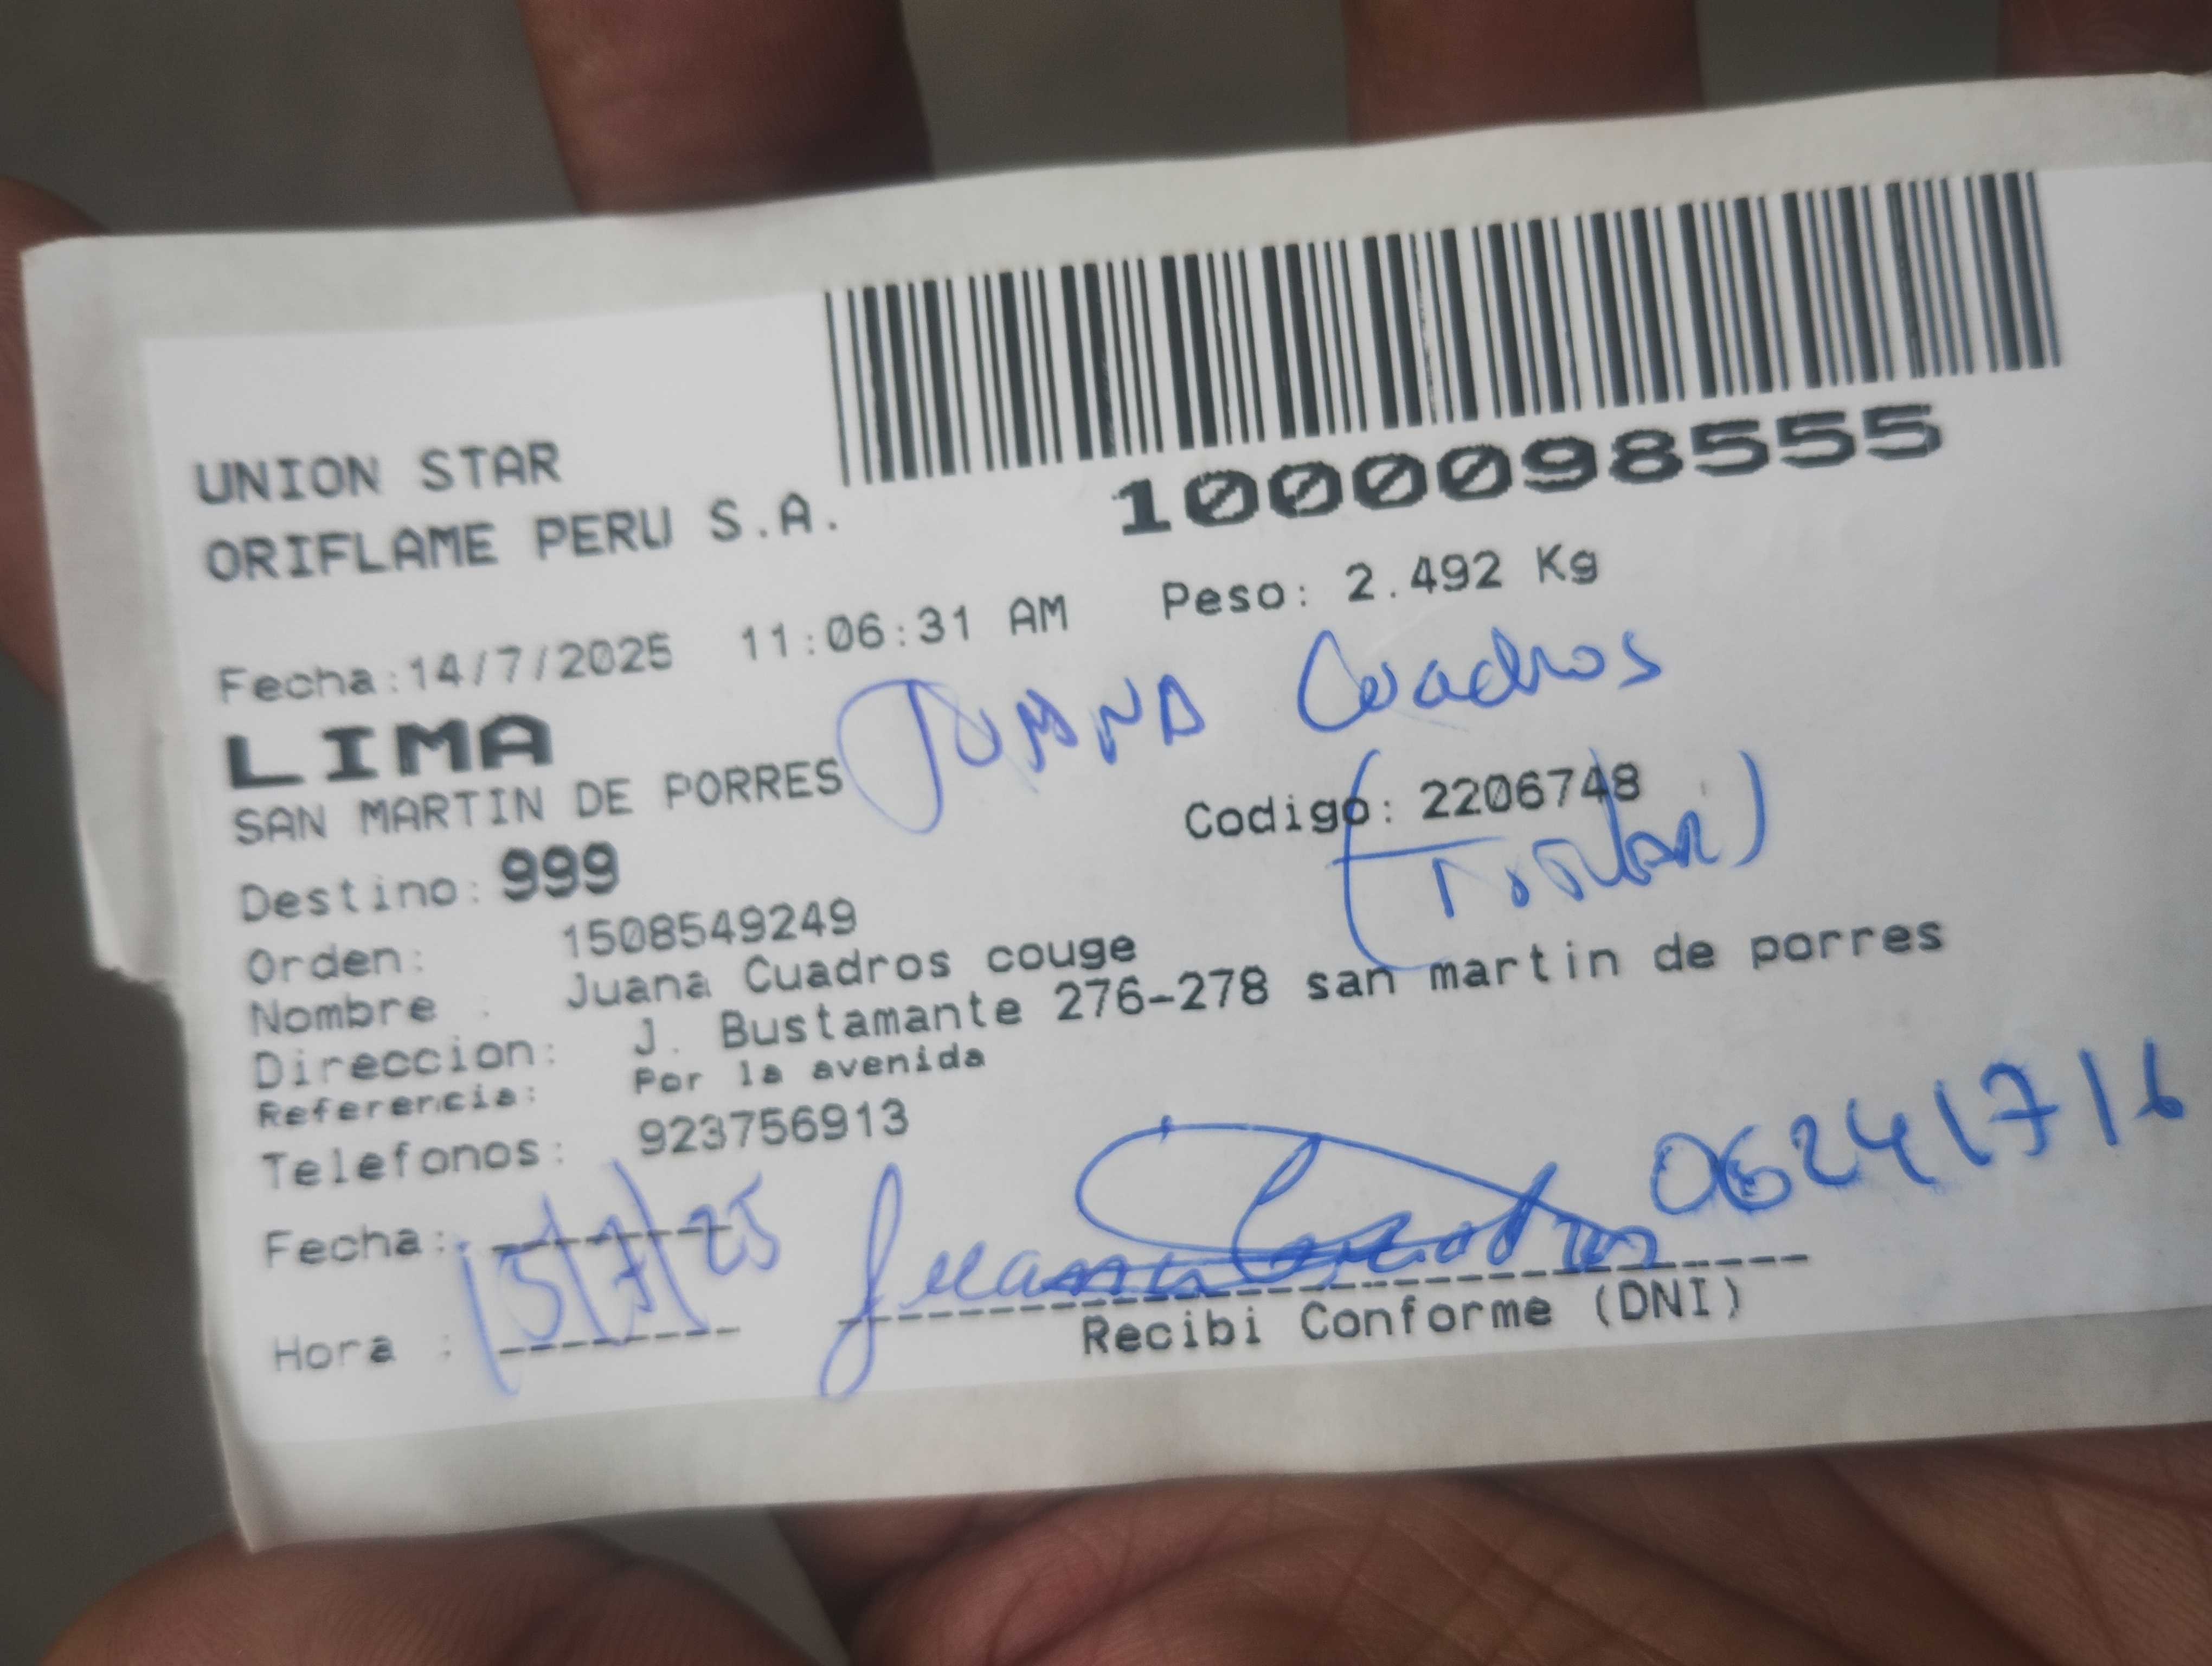 UNION STAR
ORIFLAME PERU S.A.
1000098555
Fecha:14/7/2025 11:06:31 AM Peso: 2.492 Kg
LIMA
JUANA Cuadros
SAN MARTIN DE PORRES
Codigo: 2206748
Destino: 999
(TITULAR)
Orden: 1508549249
Nombre : Juana Cuadros couge
Direccion: J. Bustamante 276-278 san martin de porres
Referencia: Por la avenida
Telefonos: 923756913
Fecha: 15/7/25
Juana Cuadros 06241716
Hora :
Recibi Conforme (DNI)